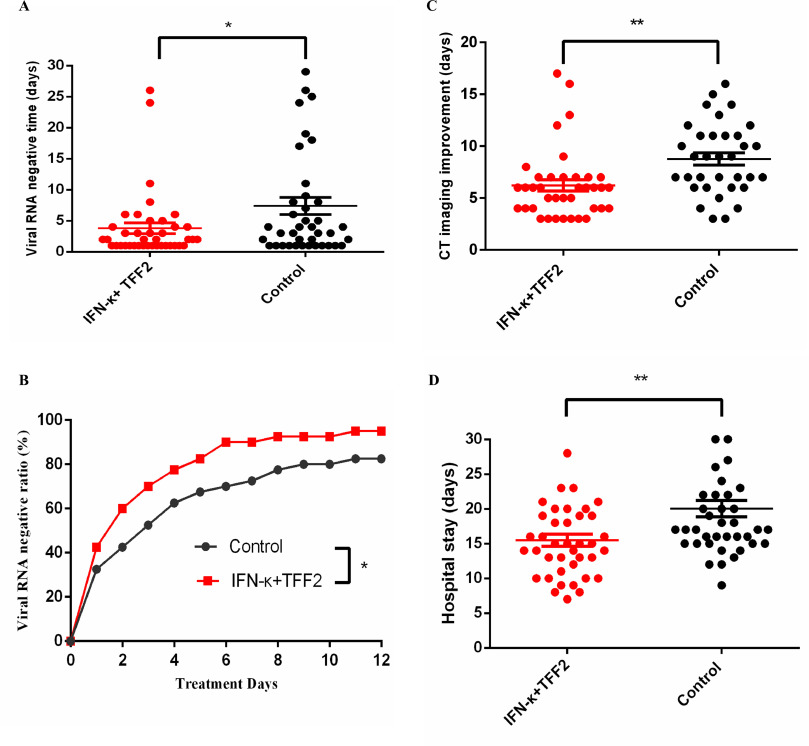 A
*
Viral RNA negative time (days)
30
25
20
15
10
5
0
IFN-κ+ TFF2
Control
C
**
CT imaging improvement (days)
20
15
10
5
0
IFN-κ+TFF2
Control
B
Viral RNA negative ratio (%)
100
80
60
40
20
0
Control
IFN-κ+TFF2
*
0 2 4 6 8 10 12
Treatment Days
D
**
Hospital stay (days)
30
25
20
15
10
5
0
IFN-κ+TFF2
Control